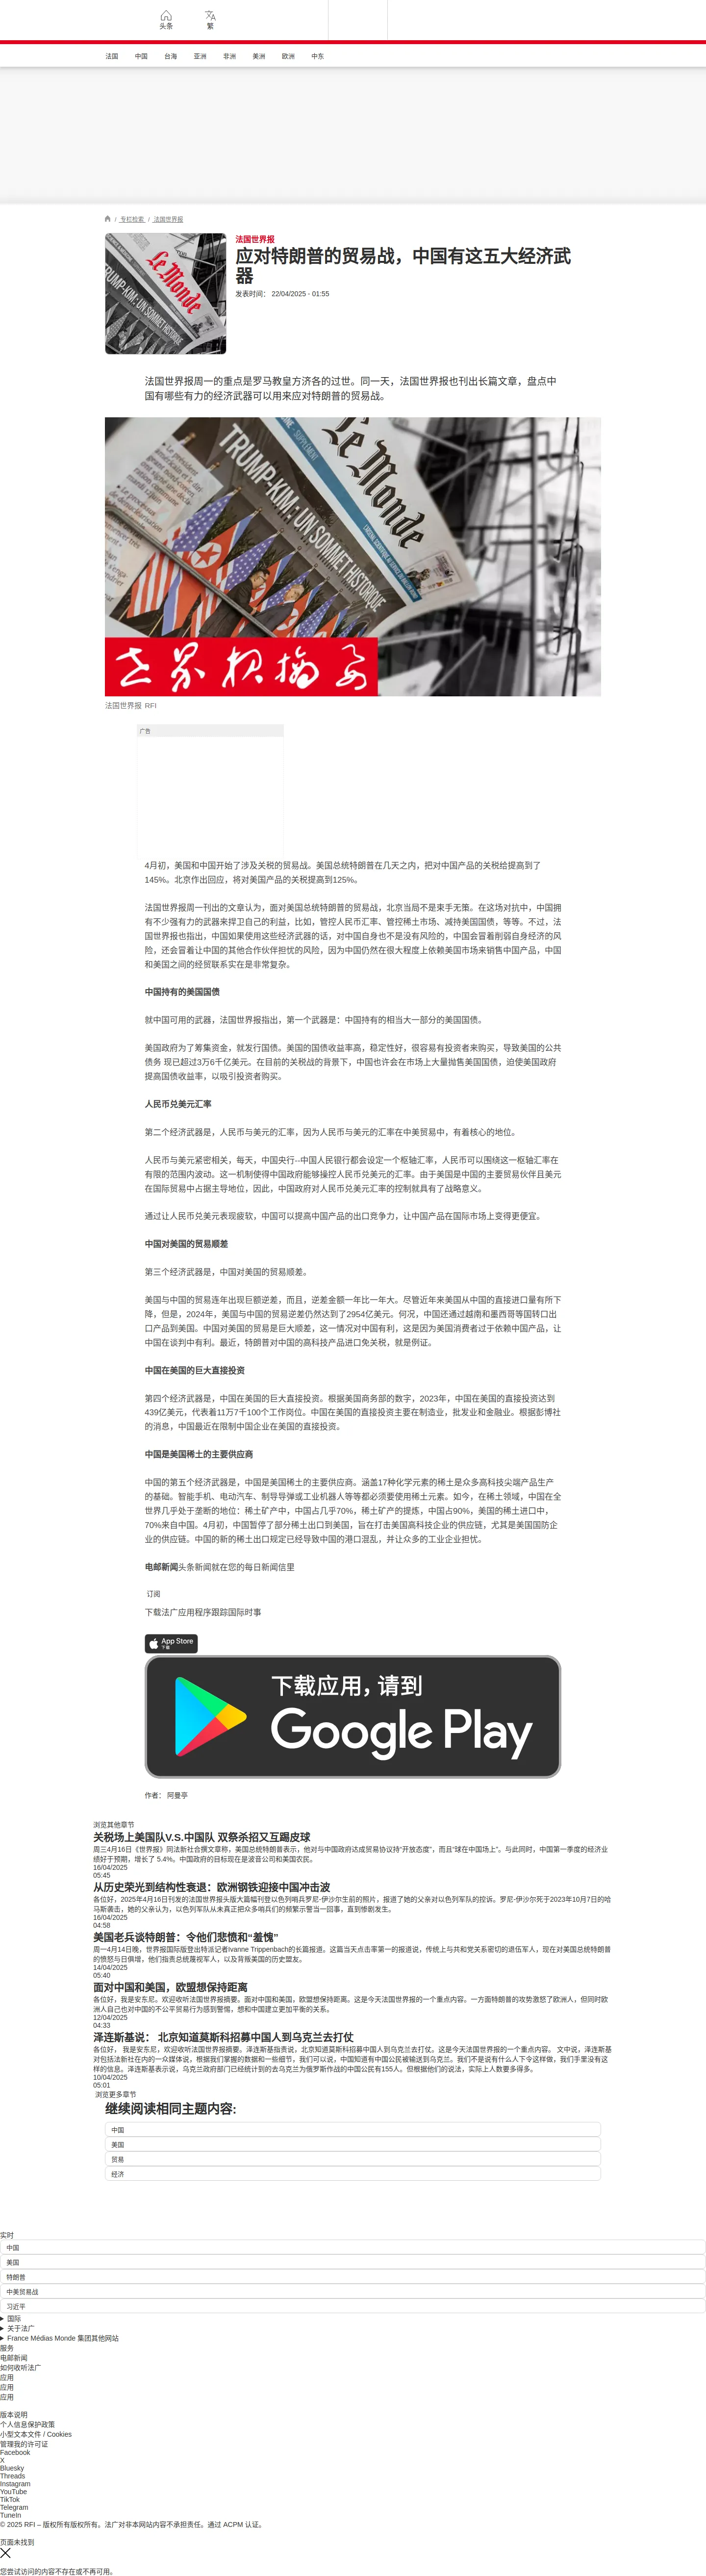 头条
繁
法国
中国
台海
亚洲
非洲
美洲
欧洲
中东
/ 专栏检索 / 法国世界报
法国世界报
应对特朗普的贸易战，中国有这五大经济武
器
发表时间： 22/04/2025 - 01:55
法国世界报周一的重点是罗马教皇方济各的过世。同一天，法国世界报也刊出长篇文章，盘点中
国有哪些有力的经济武器可以用来应对特朗普的贸易战。
Le Monde
TRUMP-KIM : UN SOMMET HISTORIQUE
世界报摘要
法国世界报 RFI
广告
4月初，美国和中国开始了涉及关税的贸易战。美国总统特朗普在几天之内，把对中国产品的关税给提高到了
145%。北京作出回应，将对美国产品的关税提高到125%。
法国世界报周一刊出的文章认为，面对美国总统特朗普的贸易战，北京当局不是束手无策。在这场对抗中，中国拥
有不少强有力的武器来捍卫自己的利益，比如，管控人民币汇率、管控稀土市场、减持美国国债，等等。不过，法
国世界报也指出，中国如果使用这些经济武器的话，对中国自身也不是没有风险的，中国会冒着削弱自身经济的风
险，还会冒着让中国的其他合作伙伴担忧的风险，因为中国仍然在很大程度上依赖美国市场来销售中国产品，中国
和美国之间的经贸联系实在是非常复杂。
中国持有的美国国债
就中国可用的武器，法国世界报指出，第一个武器是：中国持有的相当大一部分的美国国债。
美国政府为了筹集资金，就发行国债。美国的国债收益率高，稳定性好，很容易有投资者来购买，导致美国的公共
债务 现已超过3万6千亿美元。在目前的关税战的背景下，中国也许会在市场上大量抛售美国国债，迫使美国政府
提高国债收益率，以吸引投资者购买。
人民币兑美元汇率
第二个经济武器是，人民币与美元的汇率，因为人民币与美元的汇率在中美贸易中，有着核心的地位。
人民币与美元紧密相关，每天，中国央行--中国人民银行都会设定一个枢轴汇率，人民币可以围绕这一枢轴汇率在
有限的范围内波动。这一机制使得中国政府能够操控人民币兑美元的汇率。由于美国是中国的主要贸易伙伴且美元
在国际贸易中占据主导地位，因此，中国政府对人民币兑美元汇率的控制就具有了战略意义。
通过让人民币兑美元表现疲软，中国可以提高中国产品的出口竞争力，让中国产品在国际市场上变得更便宜。
中国对美国的贸易顺差
第三个经济武器是，中国对美国的贸易顺差。
美国与中国的贸易连年出现巨额逆差，而且，逆差金额一年比一年大。尽管近年来美国从中国的直接进口量有所下
降，但是，2024年，美国与中国的贸易逆差仍然达到了2954亿美元。何况，中国还通过越南和墨西哥等国转口出
口产品到美国。中国对美国的贸易是巨大顺差，这一情况对中国有利，这是因为美国消费者过于依赖中国产品，让
中国在谈判中有利。最近，特朗普对中国的高科技产品进口免关税，就是例证。
中国在美国的巨大直接投资
第四个经济武器是，中国在美国的巨大直接投资。根据美国商务部的数字，2023年，中国在美国的直接投资达到
439亿美元，代表着11万7千100个工作岗位。中国在美国的直接投资主要在制造业，批发业和金融业。根据彭博社
的消息，中国最近在限制中国企业在美国的直接投资。
中国是美国稀土的主要供应商
中国的第五个经济武器是，中国是美国稀土的主要供应商。涵盖17种化学元素的稀土是众多高科技尖端产品生产
的基础。智能手机、电动汽车、制导导弹或工业机器人等等都必须要使用稀土元素。如今，在稀土领域，中国在全
世界几乎处于垄断的地位：稀土矿产中，中国占几乎70%，稀土矿产的提炼，中国占90%，美国的稀土进口中，
70%来自中国。4月初，中国暂停了部分稀土出口到美国，旨在打击美国高科技企业的供应链，尤其是美国国防企
业的供应链。中国的新的稀土出口规定已经导致中国的港口混乱，并让众多的工业企业担忧。
电邮新闻头条新闻就在您的每日新闻信里
订阅
下载法广应用程序跟踪国际时事
App Store
下载
下载应用，请到
Google Play
作者： 阿曼亭
浏览其他章节
关税场上美国队V.S.中国队 双祭杀招又互踢皮球
周三4月16日《世界报》同法新社合撰文章称，美国总统特朗普表示，他对与中国政府达成贸易协议持“开放态度”，而且“球在中国场上”。与此同时，中国第一季度的经济业
绩好于预期，增长了 5.4%。中国政府的目标现在是波音公司和美国农民。
16/04/2025
05:45
从历史荣光到结构性衰退：欧洲钢铁迎接中国冲击波
各位好，2025年4月16日刊发的法国世界报头版大篇幅刊登以色列哨兵罗尼-伊沙尔生前的照片，报道了她的父亲对以色列军队的控诉。罗尼-伊沙尔死于2023年10月7日的哈
马斯袭击，她的父亲认为，以色列军队从未真正把众多哨兵们的频繁示警当一回事，直到惨剧发生。
16/04/2025
04:58
美国老兵谈特朗普：令他们悲愤和“羞愧”
周一4月14日晚，世界报国际版登出特派记者Ivanne Trippenbach的长篇报道。这篇当天点击率第一的报道说，传统上与共和党关系密切的退伍军人，现在对美国总统特朗普
的愤怒与日俱增，他们指责总统蔑视军人，以及背叛美国的历史盟友。
14/04/2025
05:40
面对中国和美国，欧盟想保持距离
各位好，我是安东尼。欢迎收听法国世界报摘要。面对中国和美国，欧盟想保持距离。这是今天法国世界报的一个重点内容。一方面特朗普的攻势激怒了欧洲人，但同时欧
洲人自己也对中国的不公平贸易行为感到警惕，想和中国建立更加平衡的关系。
12/04/2025
04:33
泽连斯基说： 北京知道莫斯科招募中国人到乌克兰去打仗
各位好， 我是安东尼，欢迎收听法国世界报摘要。泽连斯基指责说，北京知道莫斯科招募中国人到乌克兰去打仗。这是今天法国世界报的一个重点内容。 文中说，泽连斯基
对包括法新社在内的一众媒体说，根据我们掌握的数据和一些细节，我们可以说，中国知道有中国公民被输送到乌克兰。我们不是说有什么人下令这样做，我们手里没有这
样的信息。泽连斯基表示说，乌克兰政府部门已经统计到的去乌克兰为俄罗斯作战的中国公民有155人。但根据他们的说法，实际上人数要多得多。
10/04/2025
05:01
浏览更多章节
继续阅读相同主题内容:
中国
美国
贸易
经济
实时
中国
美国
特朗普
中美贸易战
习近平
国际
关于法广
France Médias Monde 集团其他网站
服务
电邮新闻
如何收听法广
应用
应用
应用
版本说明
个人信息保护政策
小型文本文件 / Cookies
管理我的许可证
Facebook
X
Bluesky
Threads
Instagram
YouTube
TikTok
Telegram
TuneIn
© 2025 RFI – 版权所有版权所有。法广对非本网站内容不承担责任。通过 ACPM 认证。
页面未找到
您尝试访问的内容不存在或不再可用。